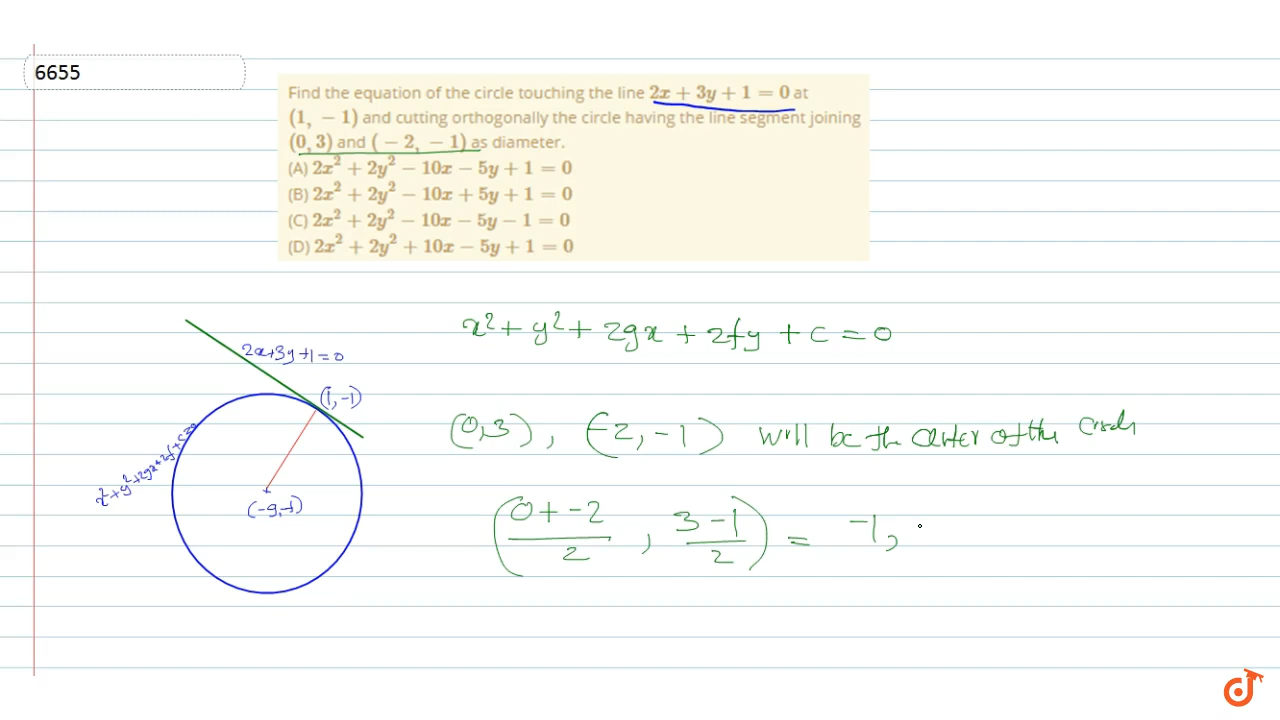 6655
Find the equation of the circle touching the line 2x + 3y + 1 = 0 at
(1, − 1) and cutting orthogonally the circle having the line segment joining
(0, 3) and ( − 2, − 1) as diameter.
(A) 2x² + 2y² − 10x − 5y + 1 = 0
(B) 2x² + 2y² − 10x + 5y + 1 = 0
(C) 2x² + 2y² − 10x − 5y − 1 = 0
(D) 2x² + 2y² + 10x − 5y + 1 = 0
x² + y² + 2gx + 2fy + c = 0
2x+3y+1=0
(1, -1)
(0,3), (-2, -1) will be the center of the circle
x²+y²+2gx+2fy+c=0
(-g,-f)
(0 + -2 / 2 , 3 - 1 / 2) = -1,